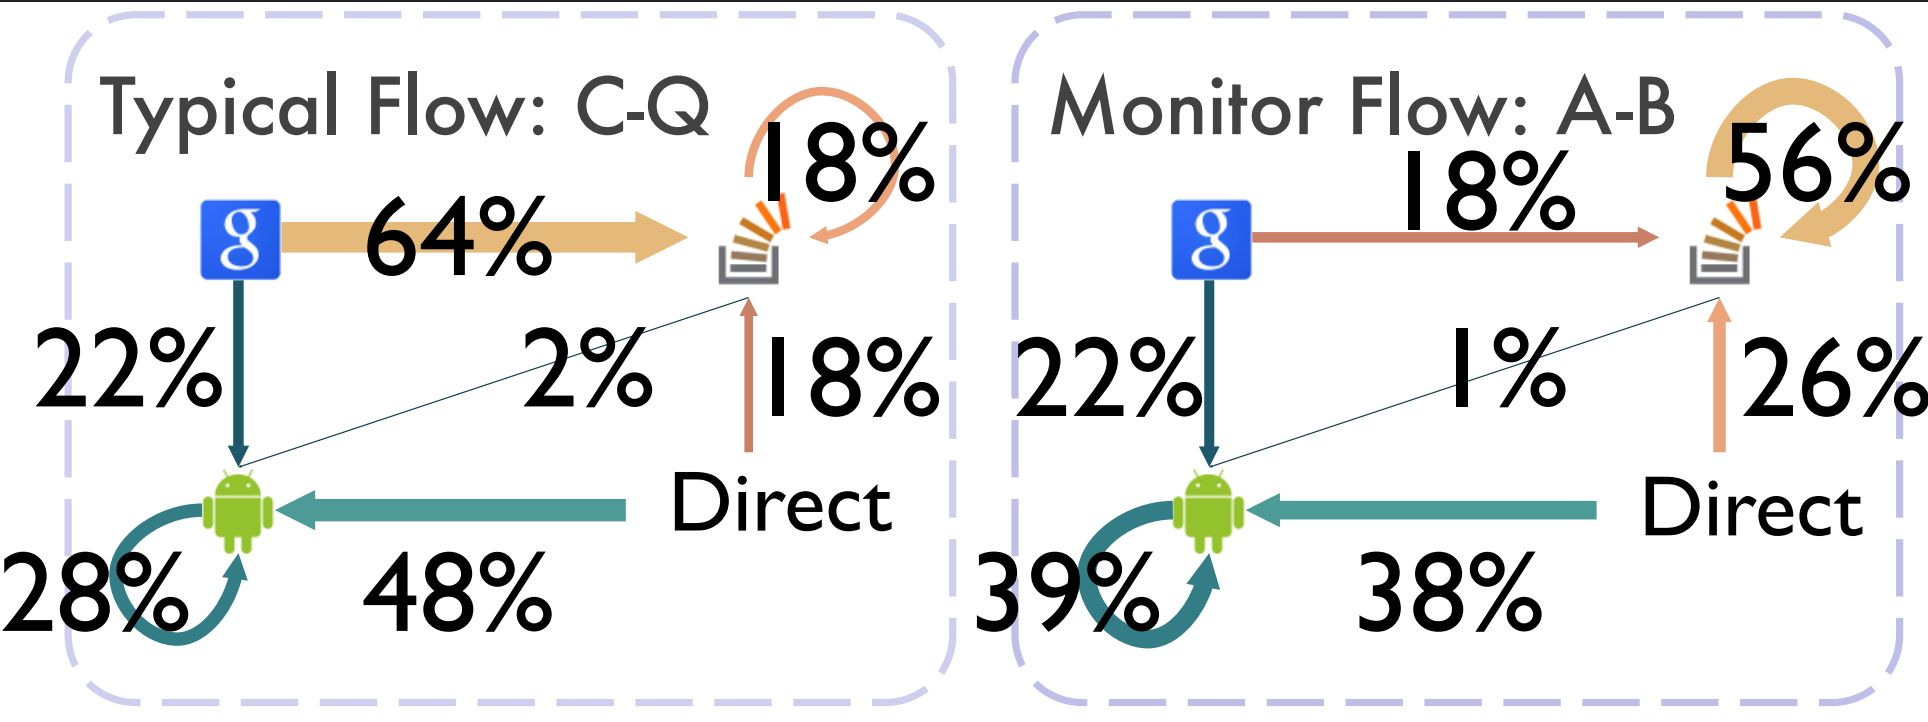 Typical Flow: C-Q
18%
g
64%
22%
2%
18%
Direct
28%
48%
Monitor Flow: A-B
56%
18%
g
22%
1%
26%
Direct
39%
38%